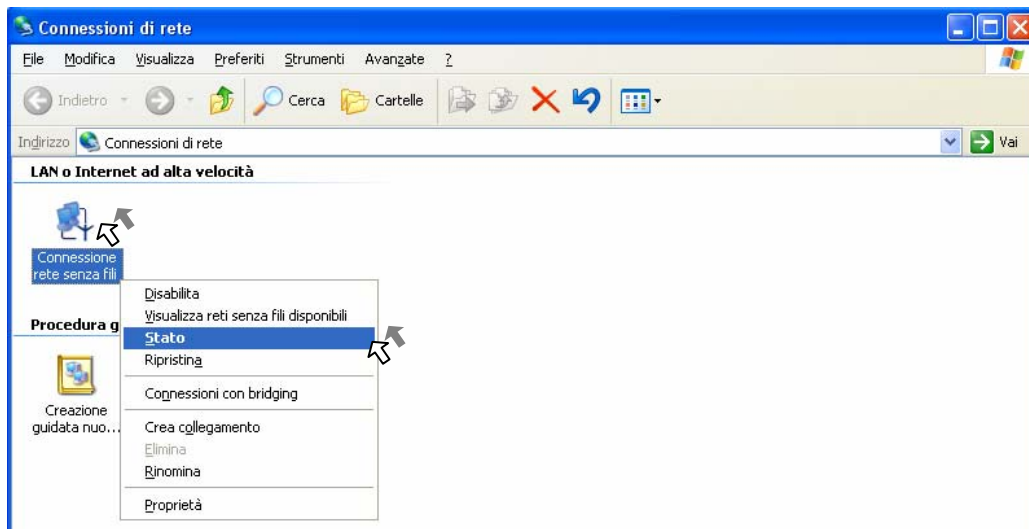 Connessioni di rete
File Modifica Visualizza Preferiti Strumenti Avanzate ?
Indietro Cerca Cartelle
Indirizzo Connessioni di rete Vai
LAN o Internet ad alta velocità
Connessione
rete senza fili
Disabilita
Visualizza reti senza fili disponibili
Procedura g
Stato
Ripristina
Connessioni con bridging
Creazione
guidata nuo...
Crea collegamento
Elimina
Rinomina
Proprietà